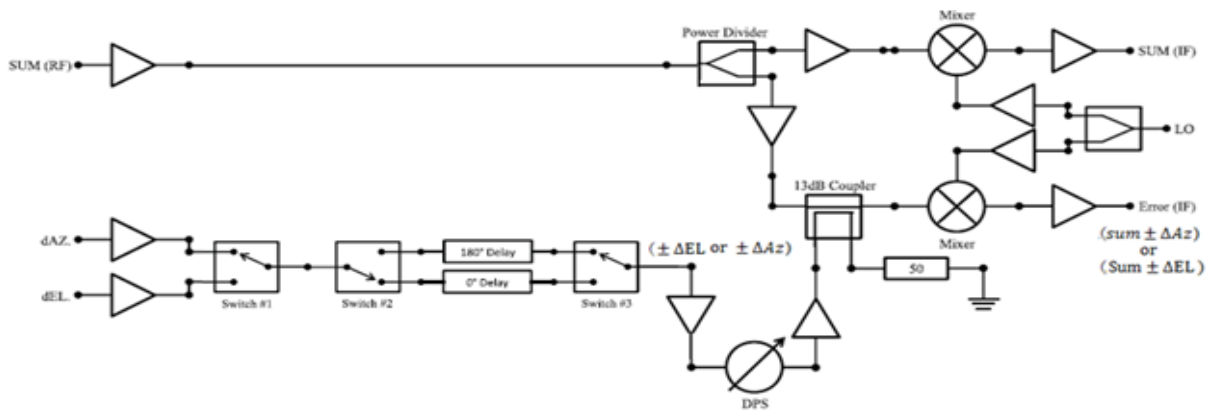 Mixer
Power Divider
SUM (RF)
SUM (IF)
LO
13dB Coupler
Error (IF)
Mixer
(sum ± ΔAz)
or
(Sum ± ΔEL)
dAZ.
180° Delay
(± ΔEL or ± ΔAz)
50
dEL.
0° Delay
Switch #1
Switch #2
Switch #3
DPS